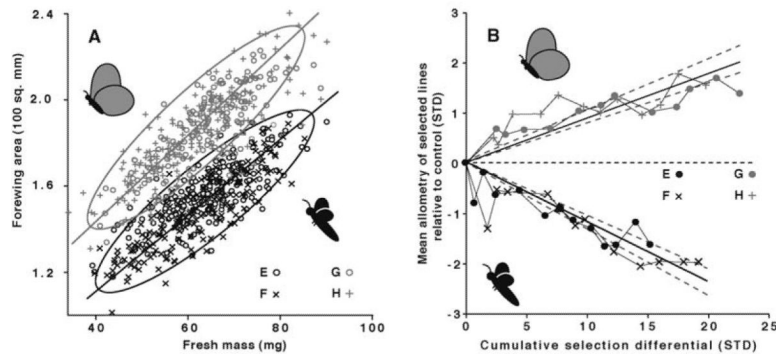 A
2.4
2.0
1.6
1.2
Forewing area (100 sq. mm)
E G
F H
40 60 80 100
Fresh mass (mg)
B
3
2
1
0
-1
-2
-3
Mean allometry of selected lines
relative to control (STD)
E G
F H
0 5 10 15 20 25
Cumulative selection differential (STD)